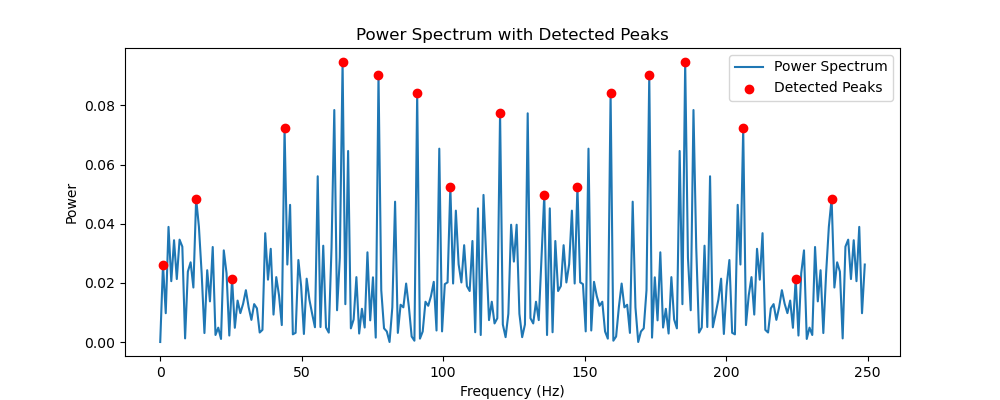 Power Spectrum with Detected Peaks
Power Spectrum
Detected Peaks
Power
0.08
0.06
0.04
0.02
0.00
0 50 100 150 200 250
Frequency (Hz)